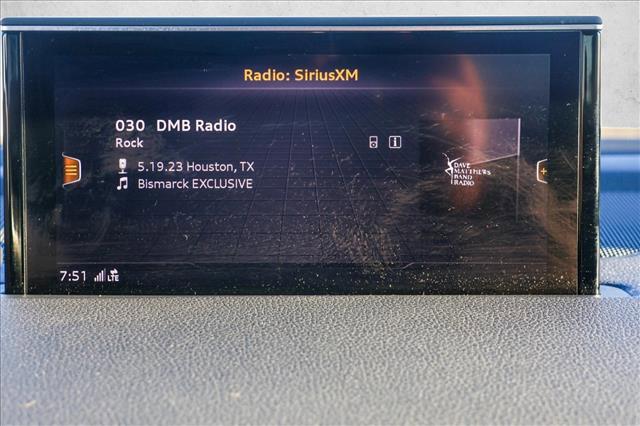 Radio: SiriusXM
030 DMB Radio
Rock
5.19.23 Houston, TX
Bismarck EXCLUSIVE
DAVE
MATTHEWS
BAND
RADIO
7:51 LTE